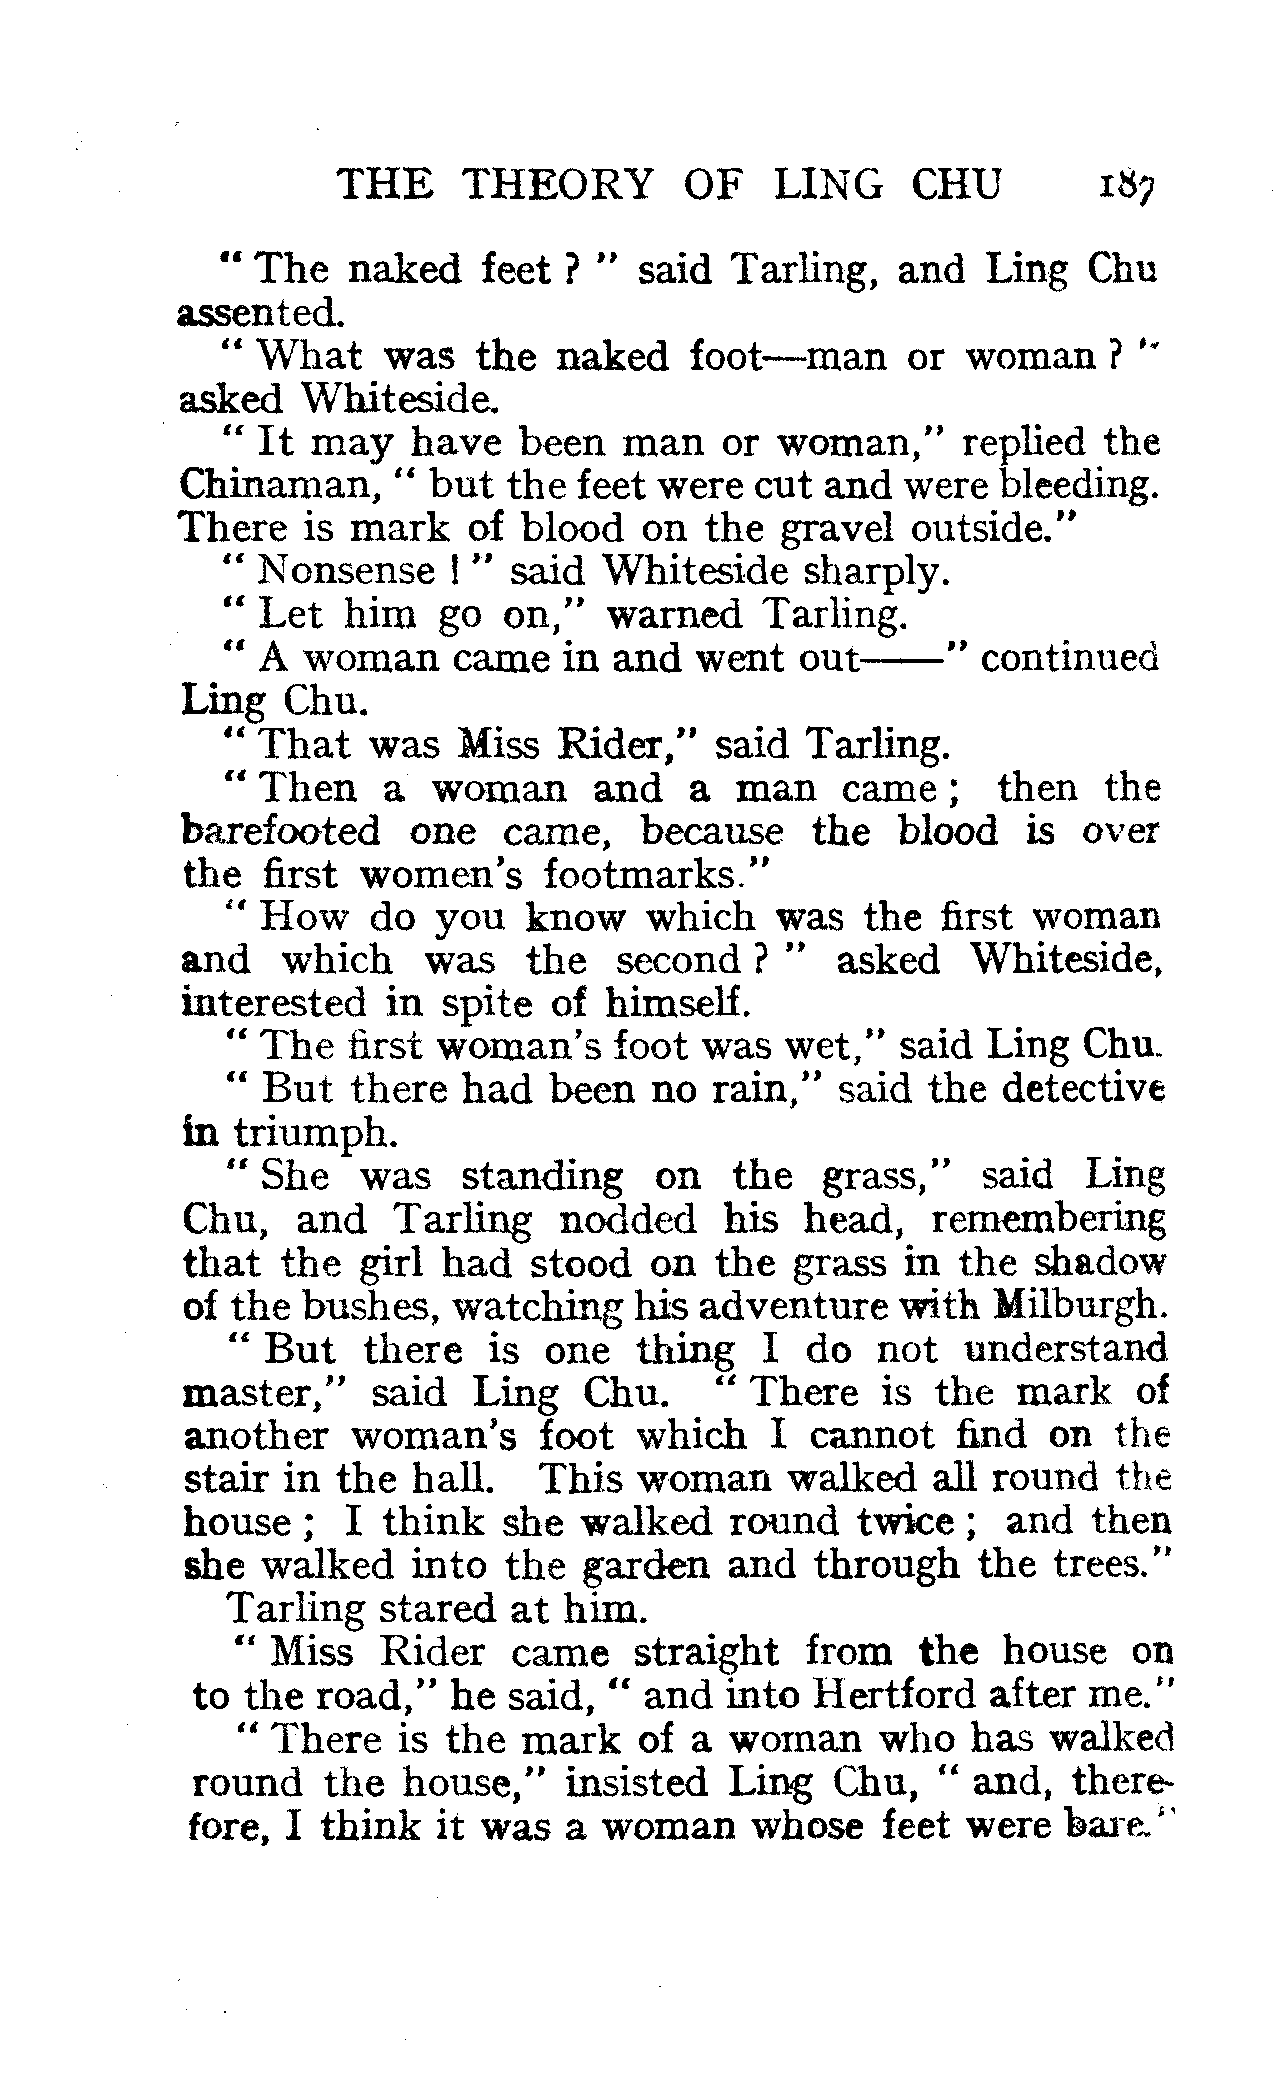 THE THEORY OF LING CHU 187
“ The naked feet ? ” said Tarling, and Ling Chu
assented.
“ What was the naked foot—man or woman ? ”
asked Whiteside.
“ It may have been man or woman,” replied the
Chinaman, “ but the feet were cut and were bleeding.
There is mark of blood on the gravel outside.”
“ Nonsense ! ” said Whiteside sharply.
“ Let him go on,” warned Tarling.
“ A woman came in and went out——” continued
Ling Chu.
“ That was Miss Rider,” said Tarling.
“ Then a woman and a man came ; then the
barefooted one came, because the blood is over
the first women's footmarks.”
“ How do you know which was the first woman
and which was the second ? ” asked Whiteside,
interested in spite of himself.
“ The first woman's foot was wet,” said Ling Chu.
“ But there had been no rain,” said the detective
in triumph.
“ She was standing on the grass,” said Ling
Chu, and Tarling nodded his head, remembering
that the girl had stood on the grass in the shadow
of the bushes, watching his adventure with Milburgh.
“ But there is one thing I do not understand
master,” said Ling Chu. “ There is the mark of
another woman's foot which I cannot find on the
stair in the hall. This woman walked all round the
house ; I think she walked round twice ; and then
she walked into the garden and through the trees.”
Tarling stared at him.
“ Miss Rider came straight from the house on
to the road,” he said, “ and into Hertford after me.”
“ There is the mark of a woman who has walked
round the house,” insisted Ling Chu, “ and, there-
fore, I think it was a woman whose feet were bare.”